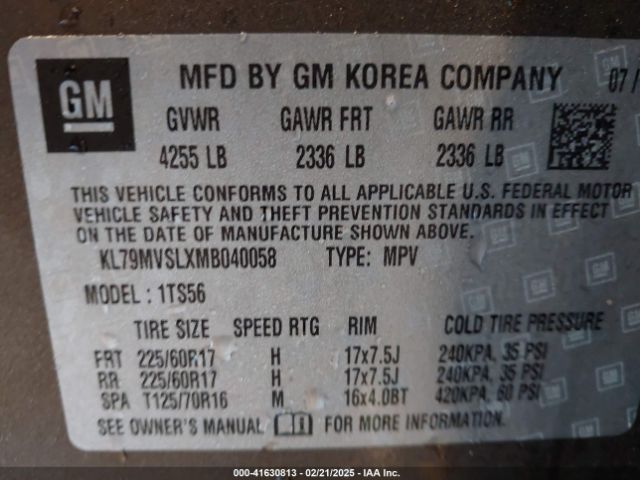 GM
MFD BY GM KOREA COMPANY 07/
GVWR GAWR FRT GAWR RR
4255 LB 2336 LB 2336 LB
THIS VEHICLE CONFORMS TO ALL APPLICABLE U.S. FEDERAL MOTOR
VEHICLE SAFETY AND THEFT PREVENTION STANDARDS IN EFFECT
ON THE DATE OF MANUFACTURE SHOWN ABOVE.
KL79MVSLXMB040058 TYPE: MPV
MODEL : 1TS56
TIRE SIZE SPEED RTG RIM COLD TIRE PRESSURE
FRT 225/60R17 H 17x7.5J 240KPA, 35 PSI
RR 225/60R17 H 17x7.5J 240KPA, 35 PSI
SPA T125/70R16 M 16x4.0BT 420KPA, 60 PSI
SEE OWNER'S MANUAL FOR MORE INFORMATION
000-41630813 - 02/21/2025 - IAA Inc.